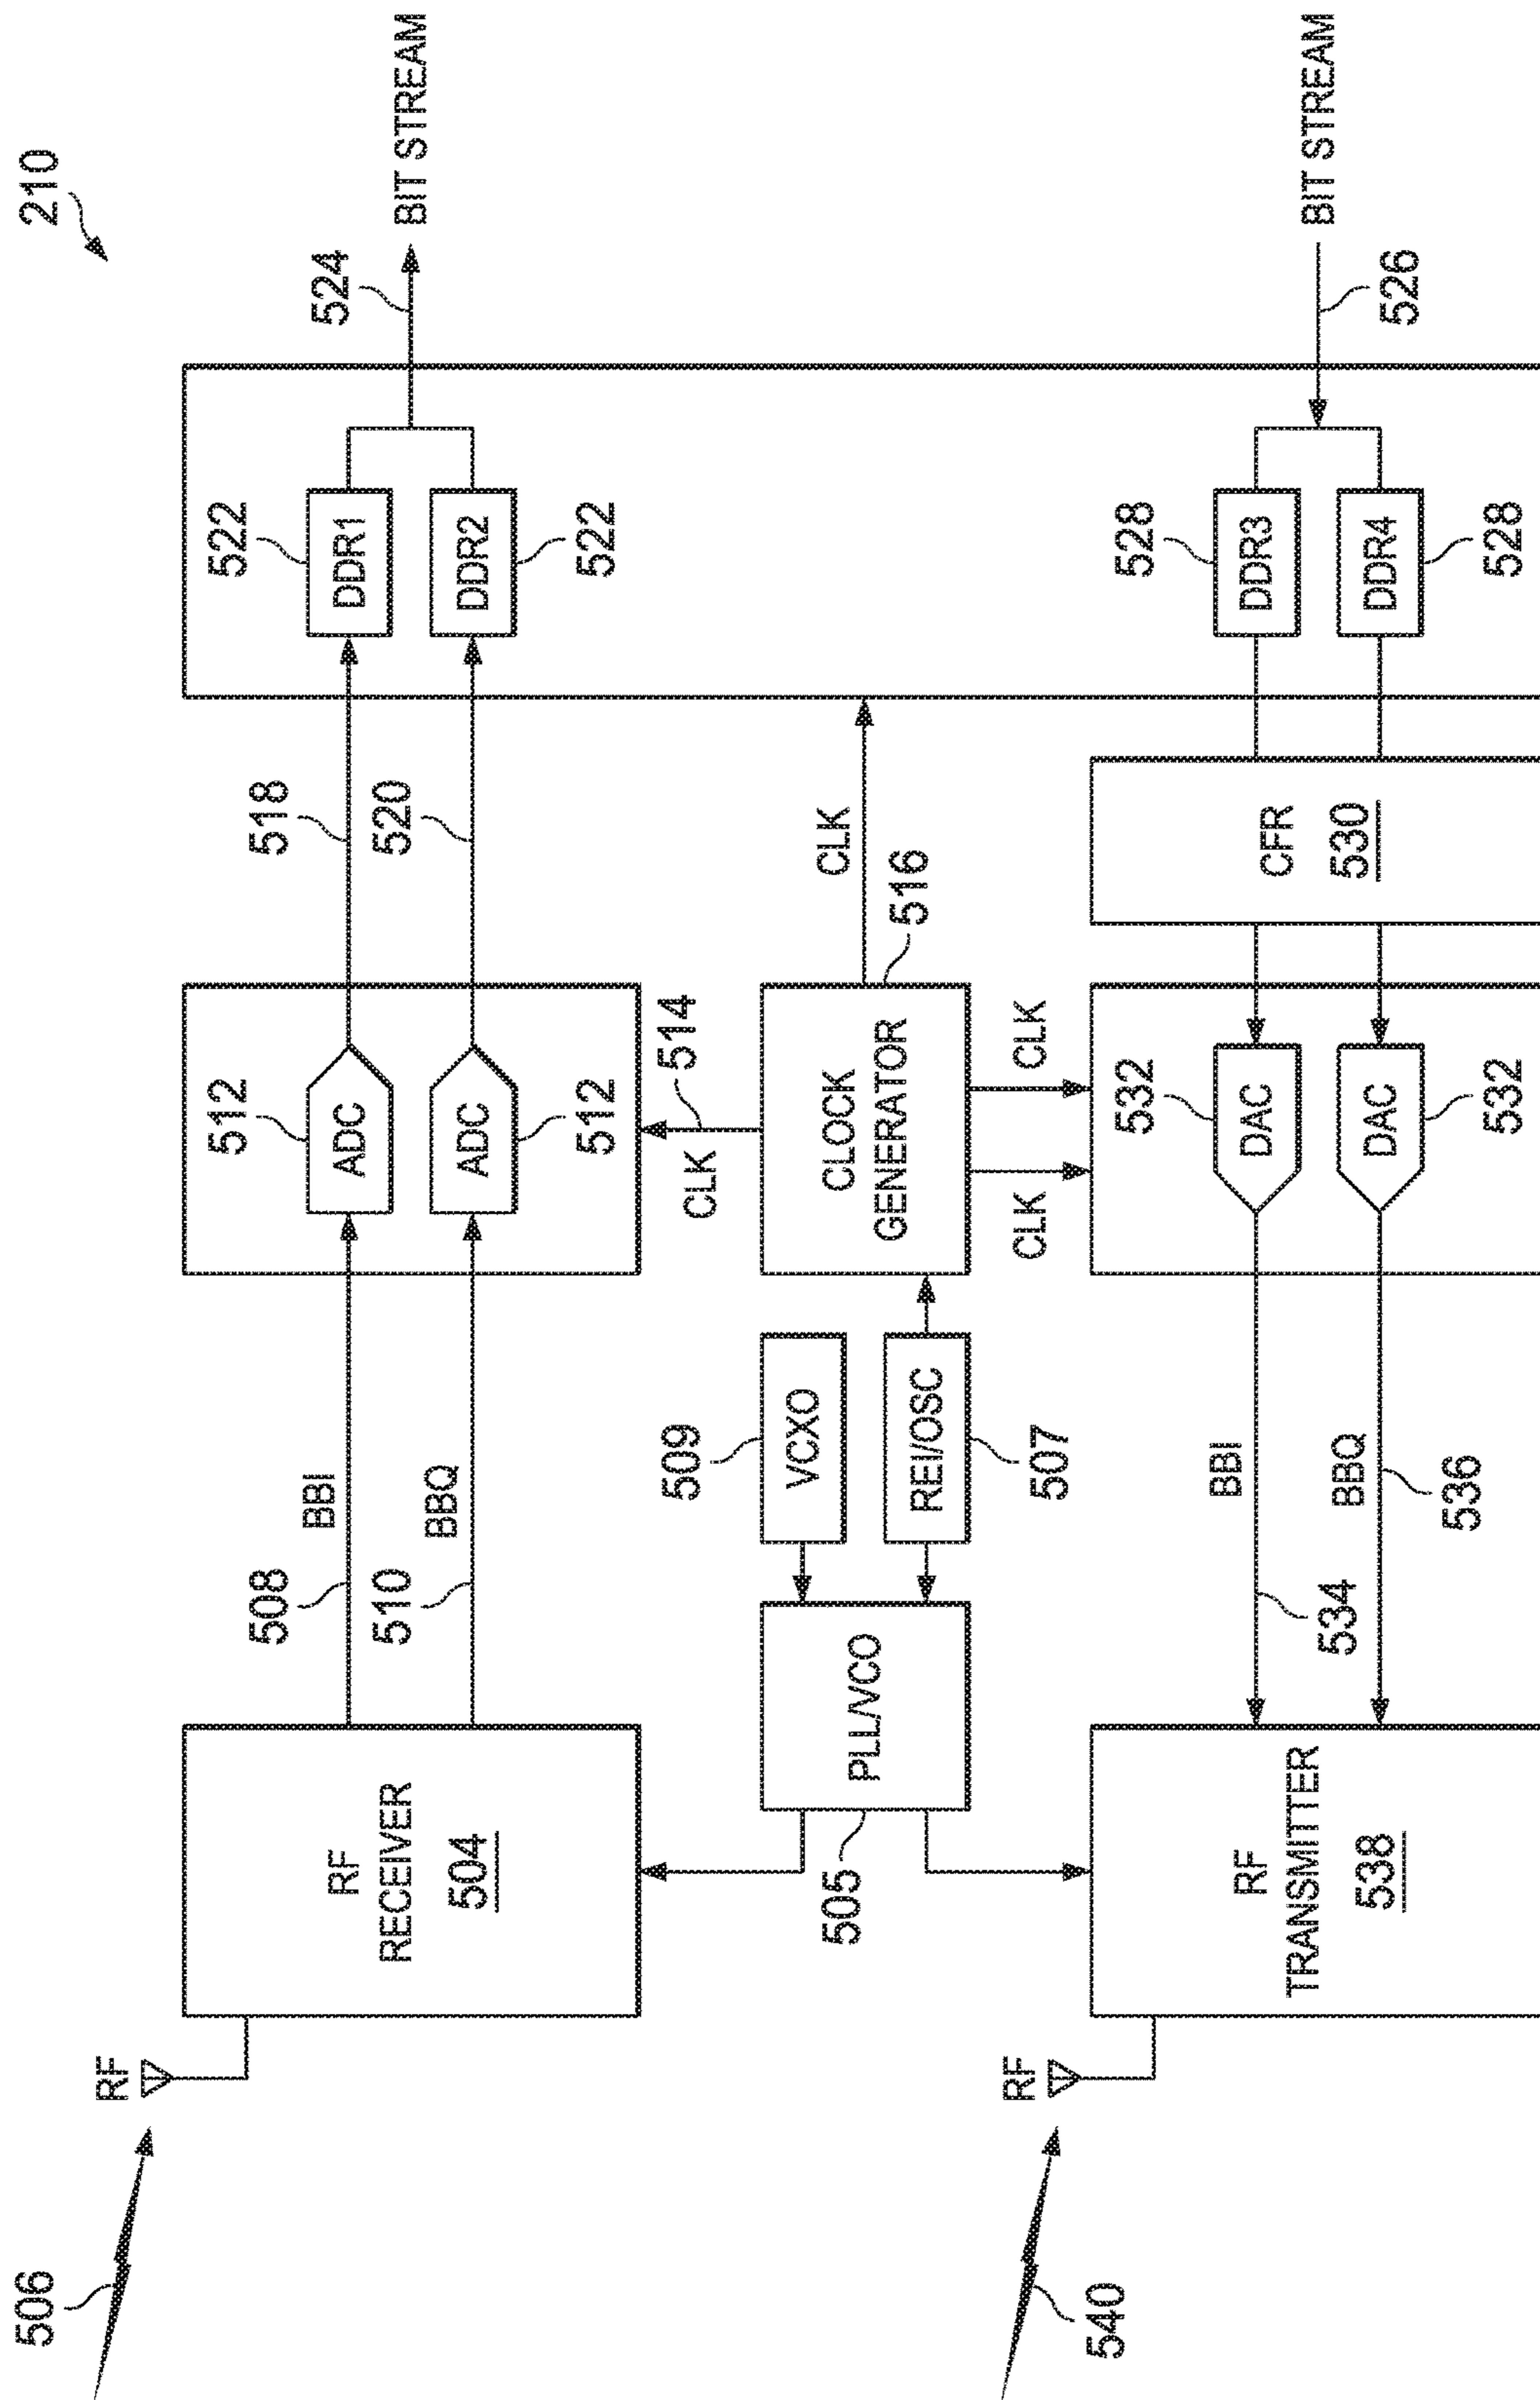 210
506
RF
RF
RECEIVER
504
508
BBI
510
BBQ
512
ADC
ADC
512
518
520
522
DDR1
DDR2
522
524
BIT STREAM
505
PLL/VCO
509
VCXO
REI/OSC
507
CLOCK
GENERATOR
516
CLK
514
CLK
CLK
CLK
540
RF
RF
TRANSMITTER
538
534
BBI
BBQ
536
532
DAC
DAC
532
CFR
530
528
DDR3
DDR4
528
526
BIT STREAM